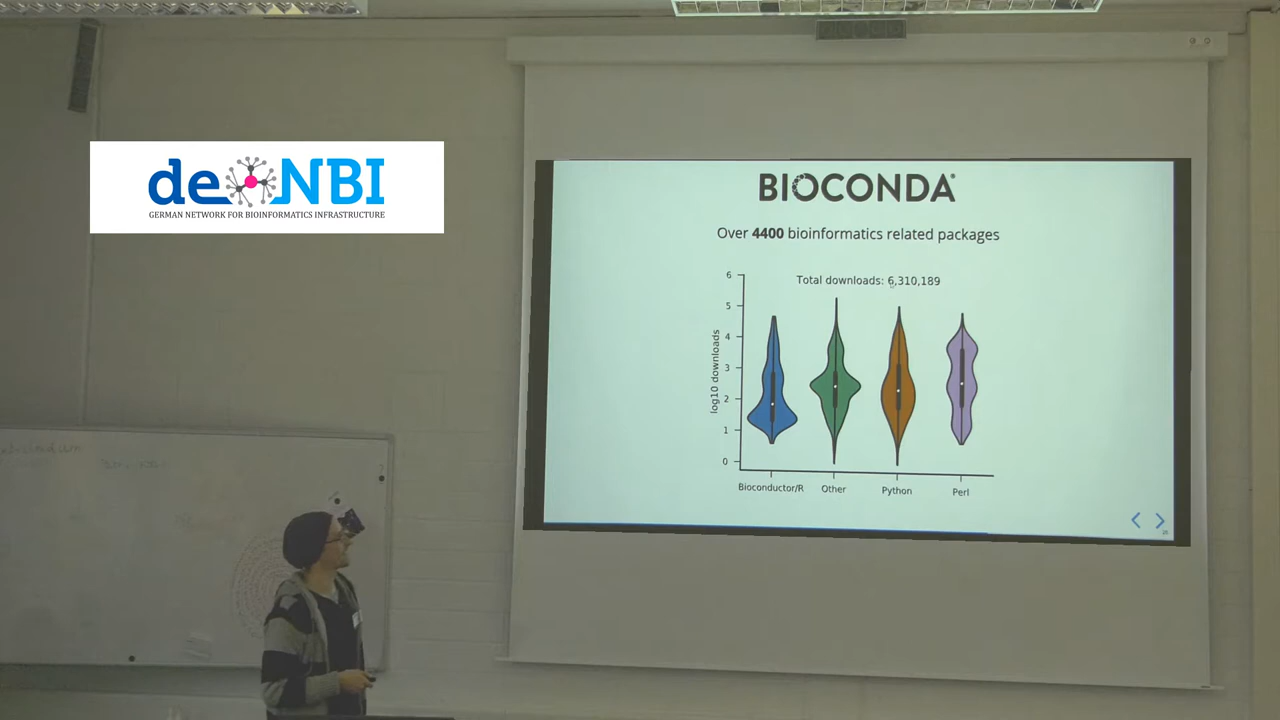 de NBI
GERMAN NETWORK FOR BIOINFORMATICS INFRASTRUCTURE
BIOCONDA®
Over 4400 bioinformatics related packages
Total downloads: 6,310,189
log10 downloads
6
5
4
3
2
1
0
Bioconductor/R Other Python Perl